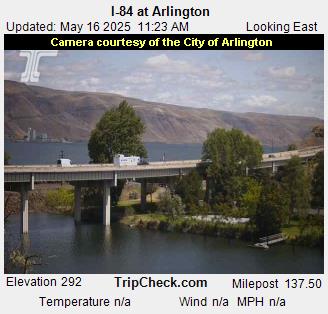 I-84 at Arlington
Updated: May 16 2025 11:23 AM Looking East
Camera courtesy of the City of Arlington
Elevation 292 TripCheck.com Milepost 137.50
Temperature n/a Wind n/a MPH n/a